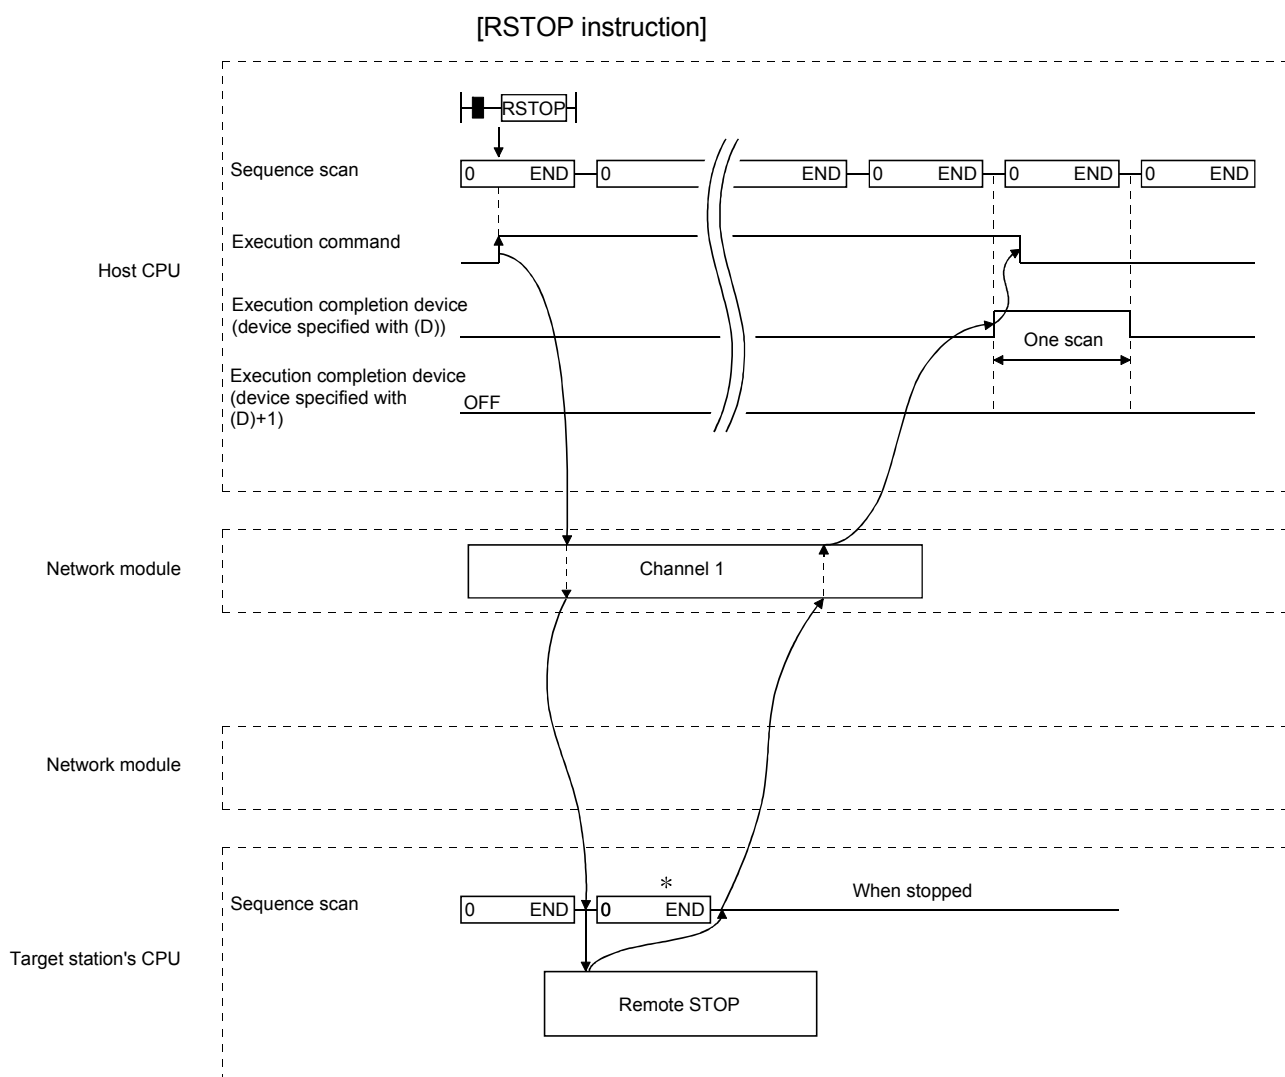 [RSTOP instruction]
RSTOP
Sequence scan
0 END 0 END 0 END 0 END 0 END
Execution command
Host CPU
Execution completion device
(device specified with (D))
One scan
Execution completion device
(device specified with
(D)+1)
OFF
Network module
Channel 1
Network module
*
When stopped
Sequence scan
0 END 0 END
Target station's CPU
Remote STOP